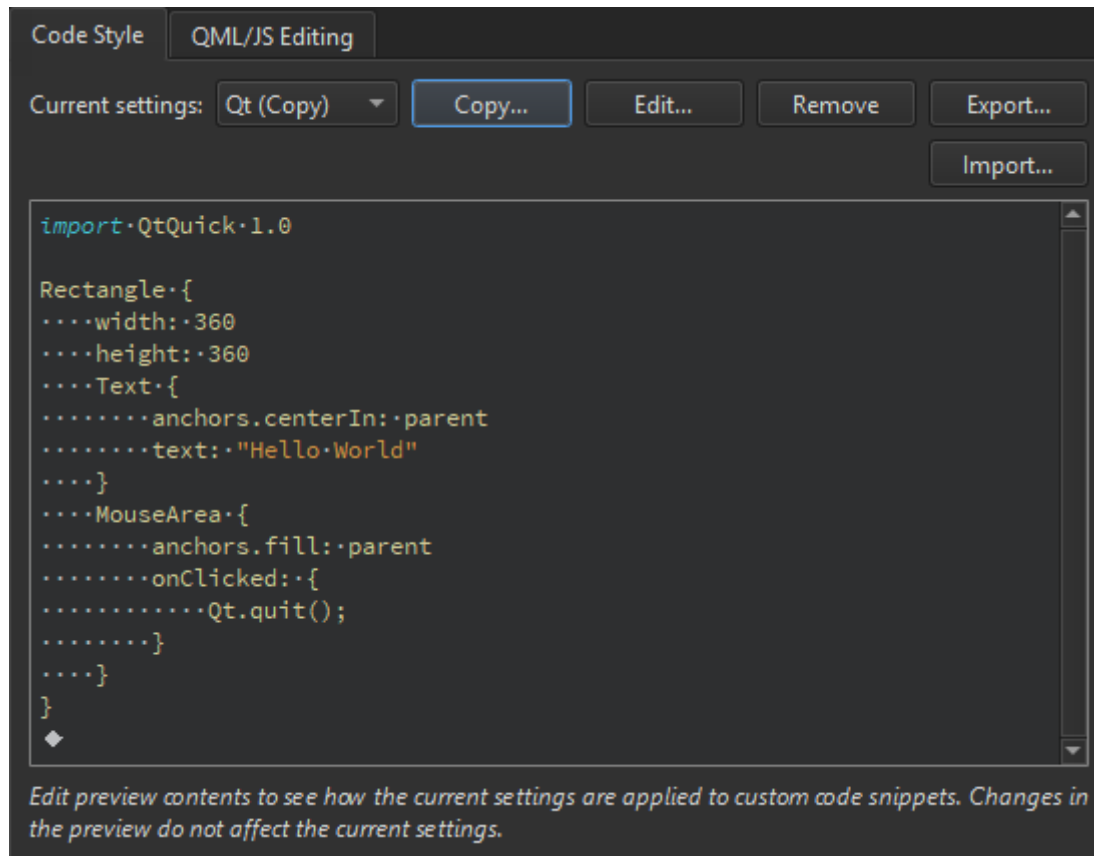 Code Style QML/JS Editing
Current settings: Qt (Copy) Copy... Edit... Remove Export...
Import...
import·QtQuick·1.0
Rectangle·{
····width:·360
····height:·360
····Text·{
········anchors.centerIn:·parent
········text:·"Hello·World"
····}
····MouseArea·{
········anchors.fill:·parent
········onClicked:·{
············Qt.quit();
········}
····}
}
Edit preview contents to see how the current settings are applied to custom code snippets. Changes in
the preview do not affect the current settings.